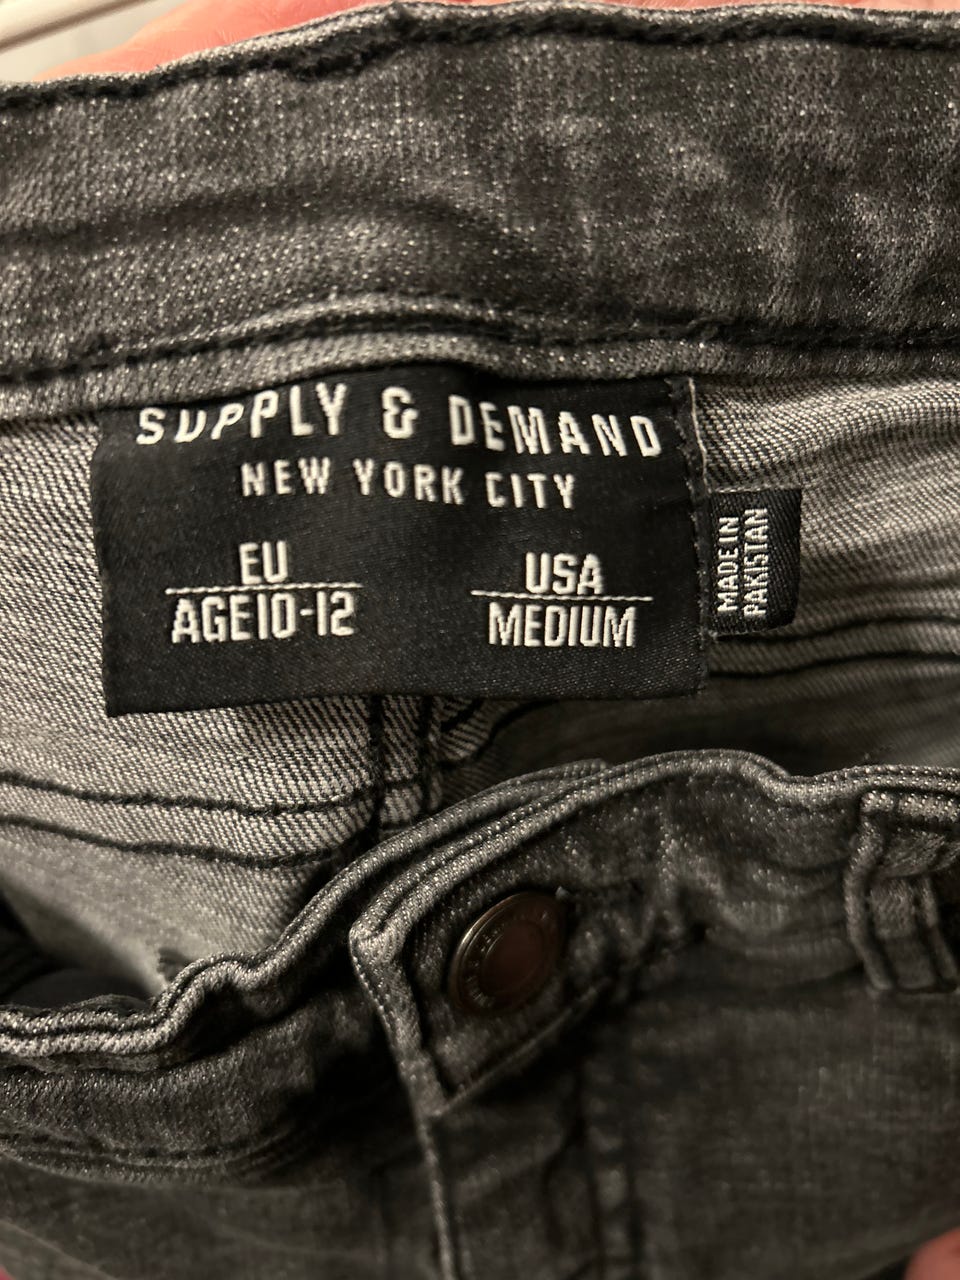 SUPPLY & DEMAND
NEW YORK CITY
EU
AGE10-12
USA
MEDIUM
MADE IN
PAKISTAN